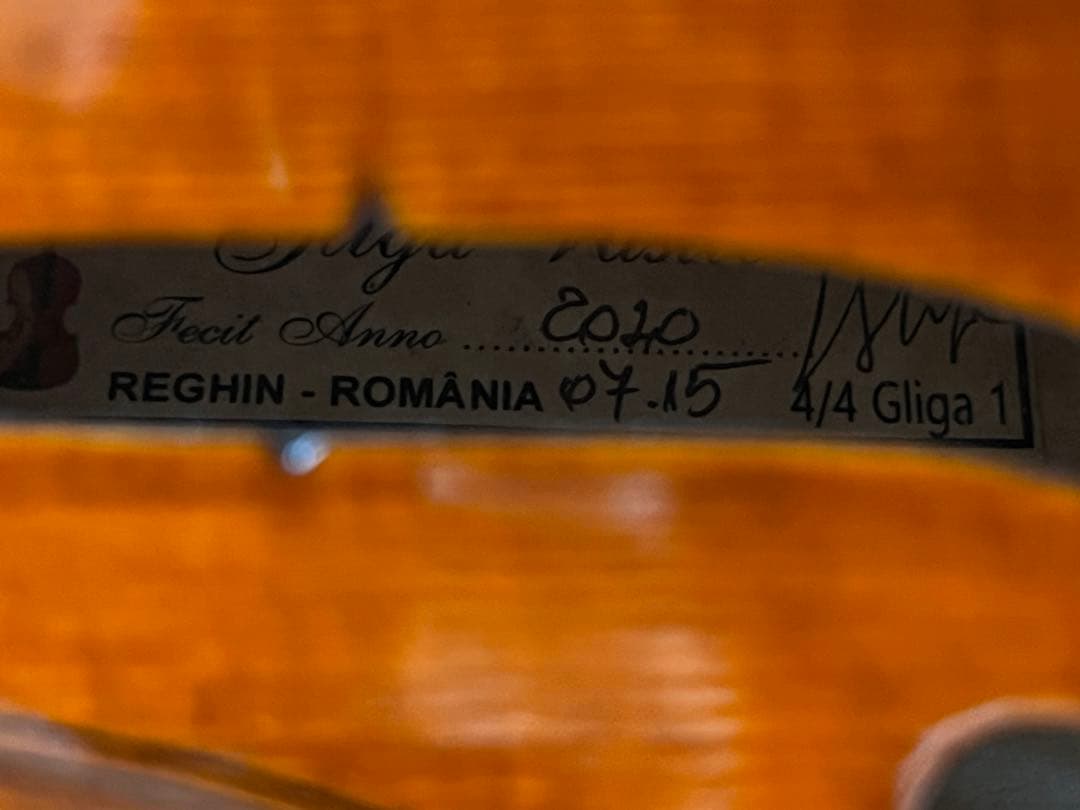 Fecit Anno .......... 2020 ......
REGHIN - ROMÂNIA 07.15 4/4 Gliga 1